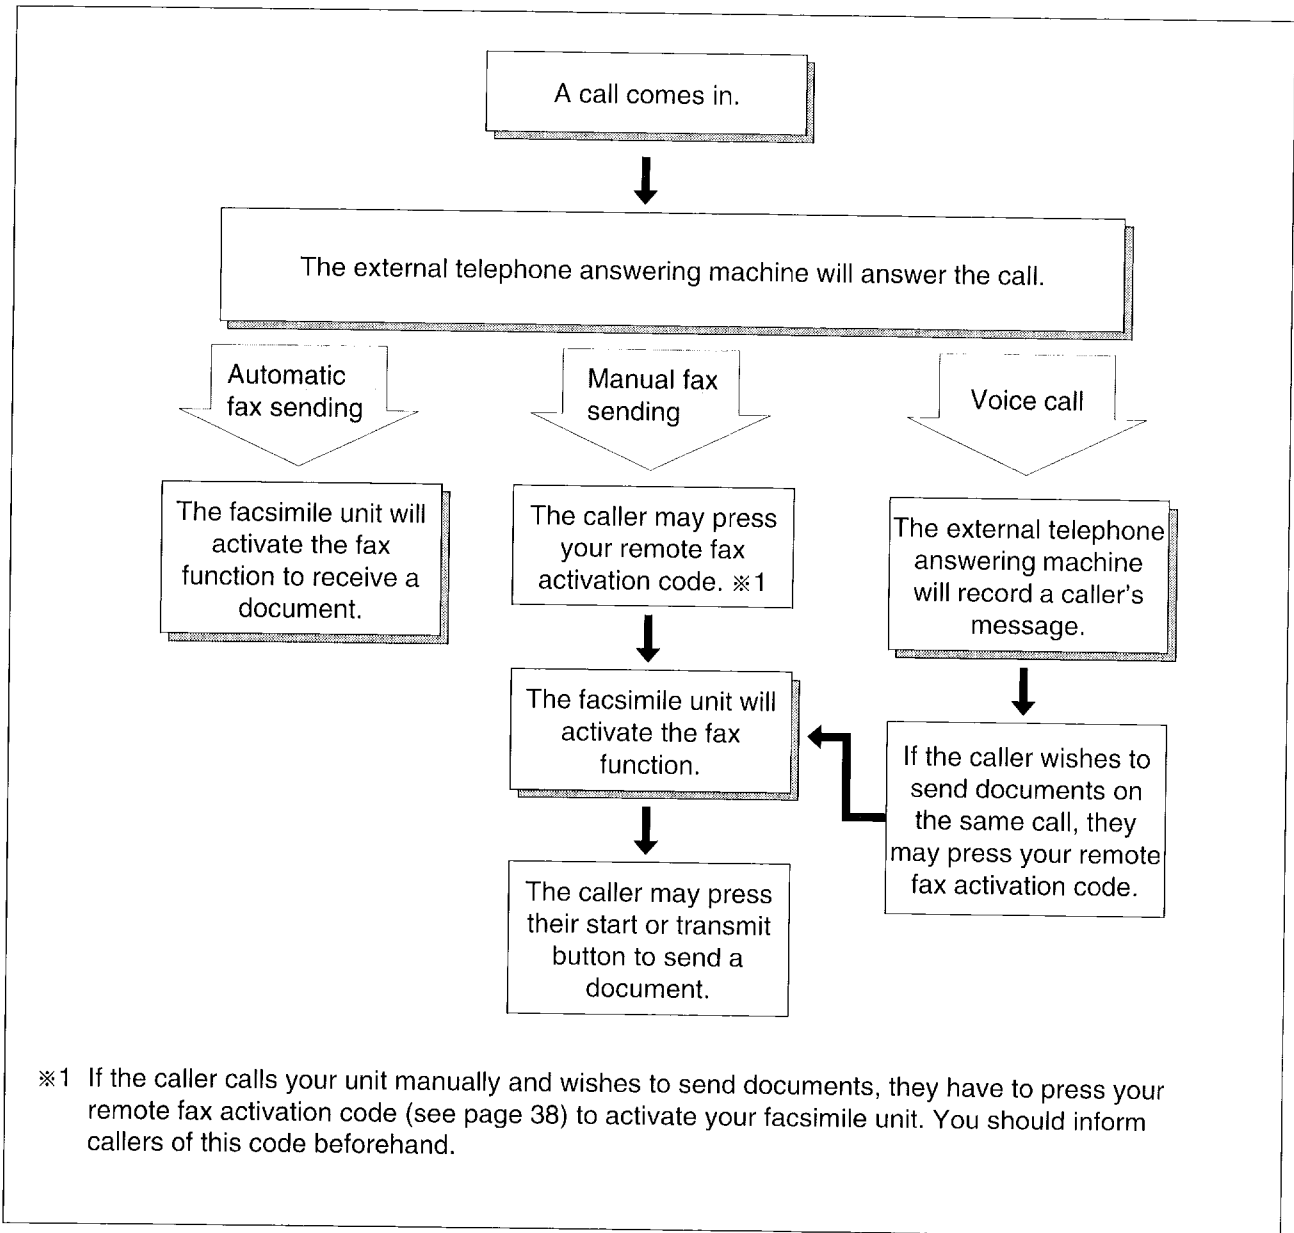 A call comes in.
The external telephone answering machine will answer the call.
Automatic
fax sending
The facsimile unit will
activate the fax
function to receive a
document.
Manual fax
sending
The caller may press
your remote fax
activation code. ※1
The facsimile unit will
activate the fax
function.
The caller may press
their start or transmit
button to send a
document.
Voice call
The external telephone
answering machine
will record a caller's
message.
If the caller wishes to
send documents on
the same call, they
may press your remote
fax activation code.
※1 If the caller calls your unit manually and wishes to send documents, they have to press your
remote fax activation code (see page 38) to activate your facsimile unit. You should inform
callers of this code beforehand.